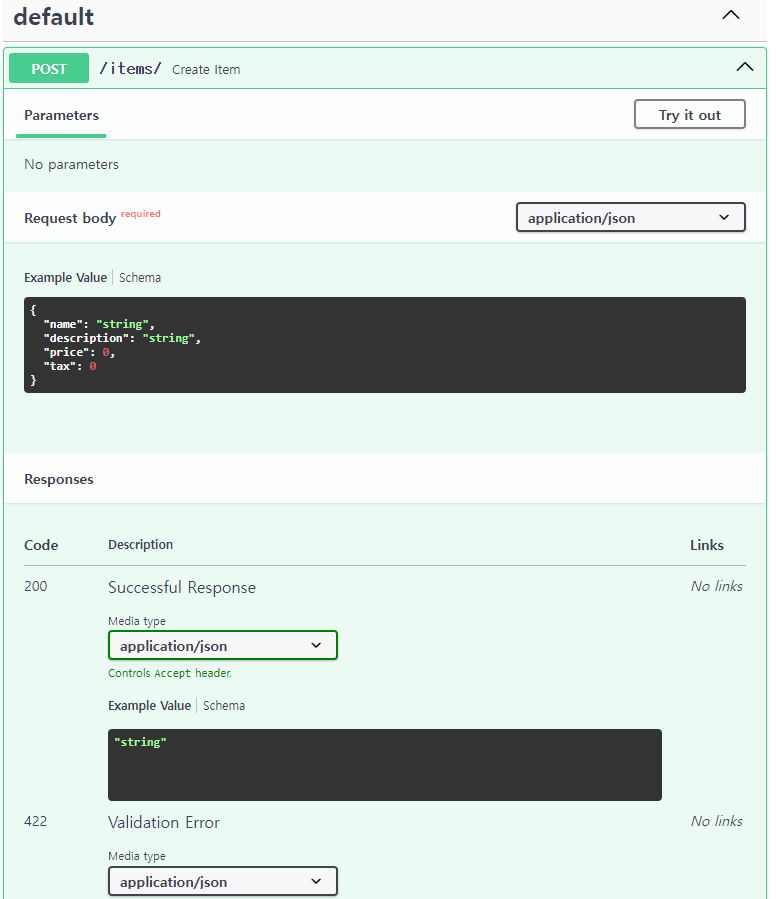 default
POST /items/ Create Item
Parameters
Try it out
No parameters
Request body required
application/json
Example Value Schema
{
  "name": "string",
  "description": "string",
  "price": 0,
  "tax": 0
}
Responses
Code Description Links
200 Successful Response No links
Media type
application/json
Controls Accept header.
Example Value Schema
"string"
422 Validation Error No links
Media type
application/json